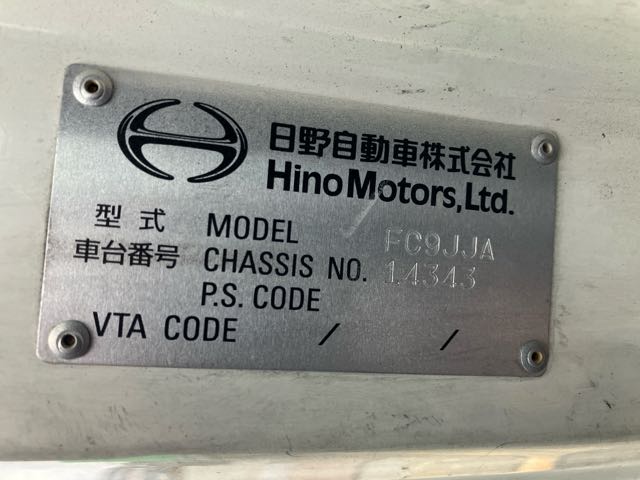 日野自動車株式会社
Hino Motors, Ltd.
型式 MODEL FC9JJA
車台番号 CHASSIS NO. 14343
P.S. CODE
VTA CODE / /